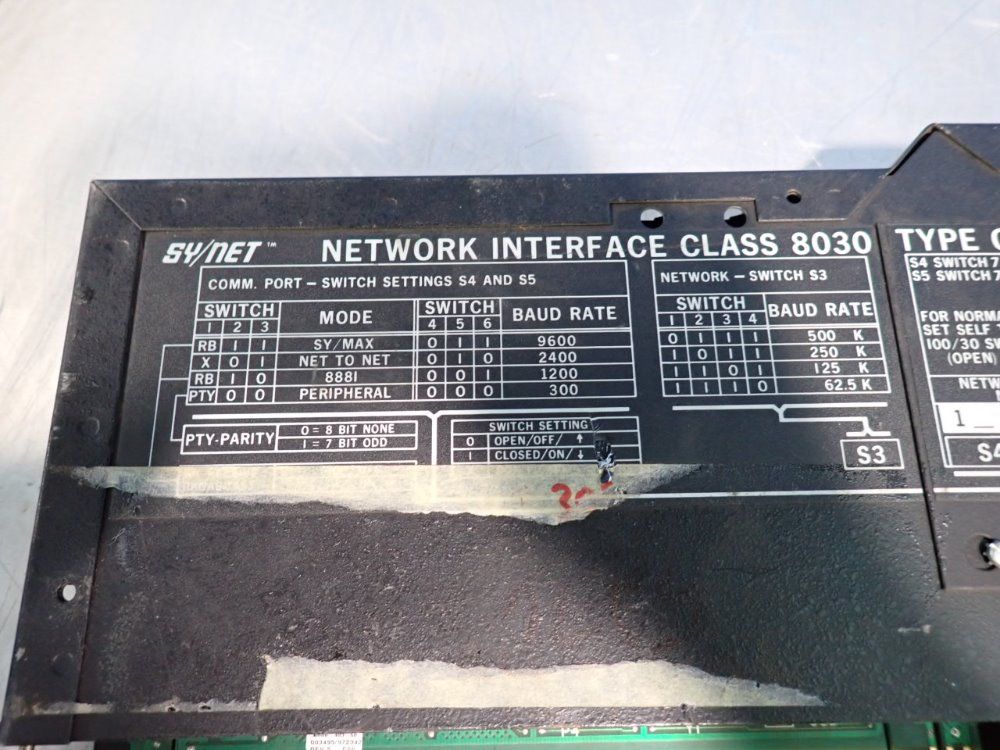 SY/NET ™ NETWORK INTERFACE CLASS 8030
COMM. PORT – SWITCH SETTINGS S4 AND S5
SWITCH MODE SWITCH BAUD RATE
1 2 3 4 5 6
RB 1 1 SY/MAX 0 1 1 9600
X 0 1 NET TO NET 0 0 1 2400
RB 1 0 8881 0 0 1 1200
PTY 0 0 PERIPHERAL 0 0 0 300
PTY-PARITY 0 = 8 BIT NONE
1 = 7 BIT ODD
SWITCH SETTING
0 OPEN/OFF/ ↑
1 CLOSED/ON/ ↓
NETWORK – SWITCH S3
SWITCH BAUD RATE
1 2 3 4
0 1 1 1 500 K
1 0 1 1 250 K
1 1 0 1 125 K
1 1 1 0 62.5 K
S3
TYPE
S4 SWITCH 7
S5 SWITCH 7
FOR NORMA
SET SELF
100/30 SW
(OPEN)
NETW
1
S4